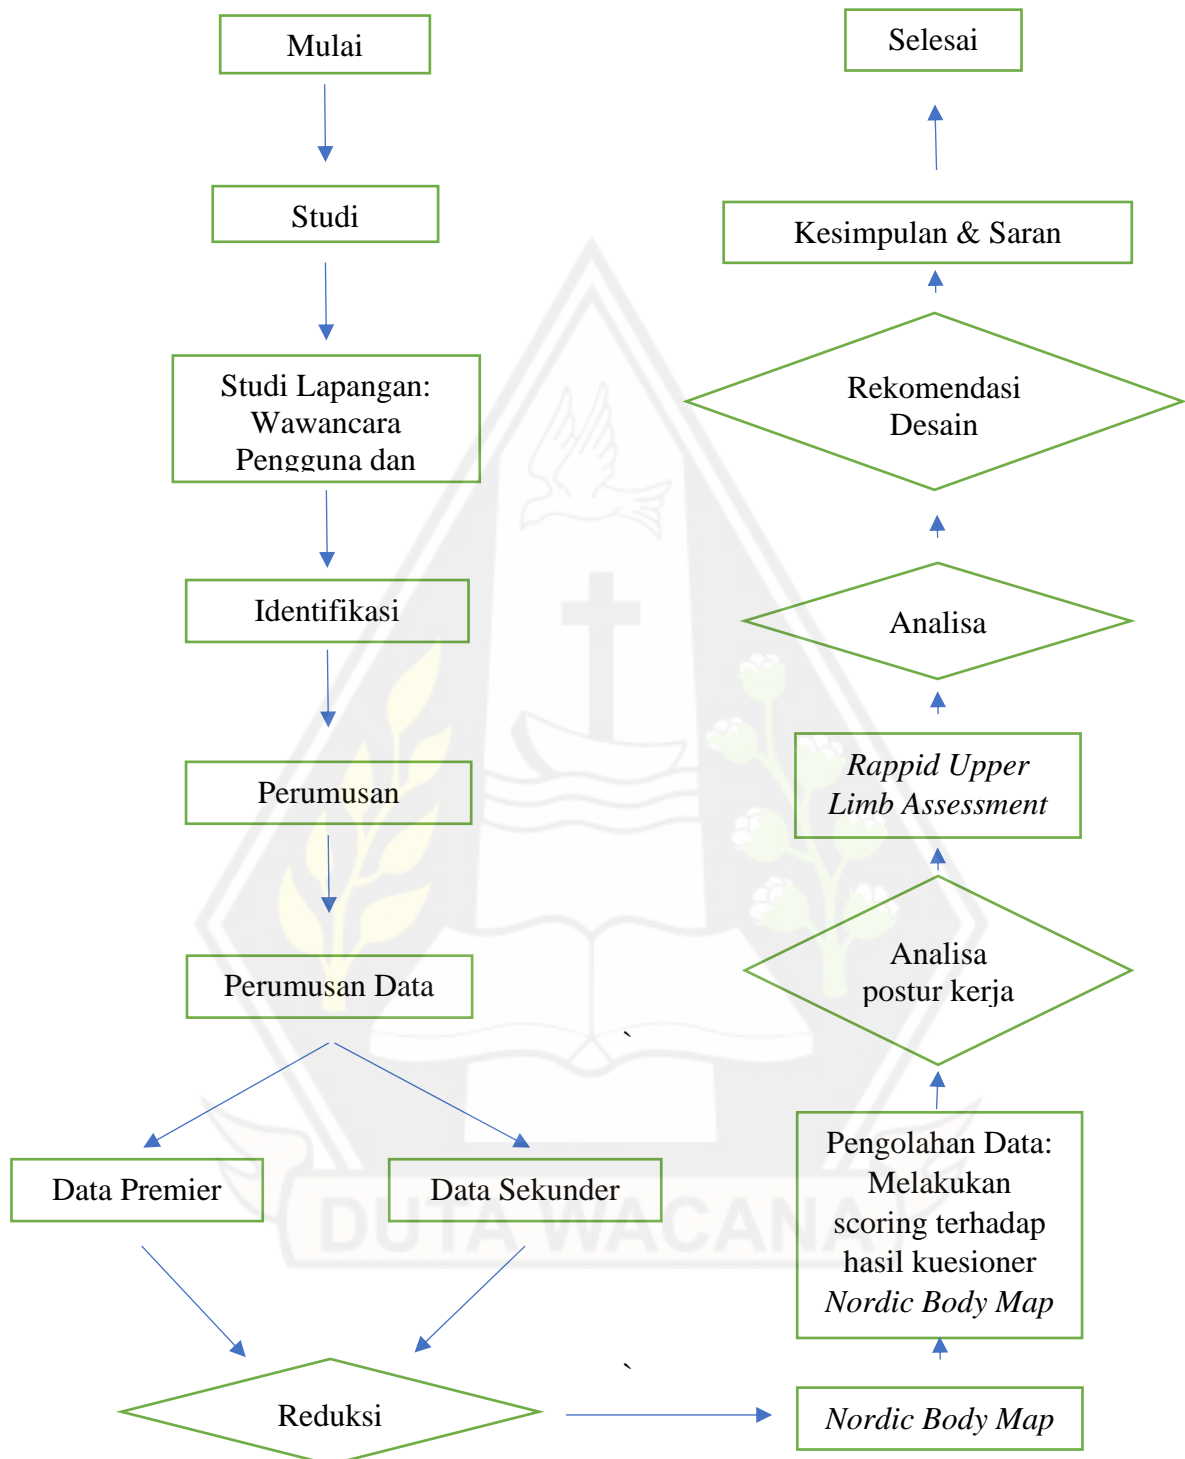 Mulai
Studi
Studi Lapangan:
Wawancara
Pengguna dan
Identifikasi
Perumusan
Perumusan Data
Data Premier
Data Sekunder
Reduksi
Nordic Body Map
Pengolahan Data:
Melakukan
scoring terhadap
hasil kuesioner
Nordic Body Map
Analisa
postur kerja
Rappid Upper
Limb Assessment
Analisa
Rekomendasi
Desain
Kesimpulan & Saran
Selesai
`
`
DUTA WACANA